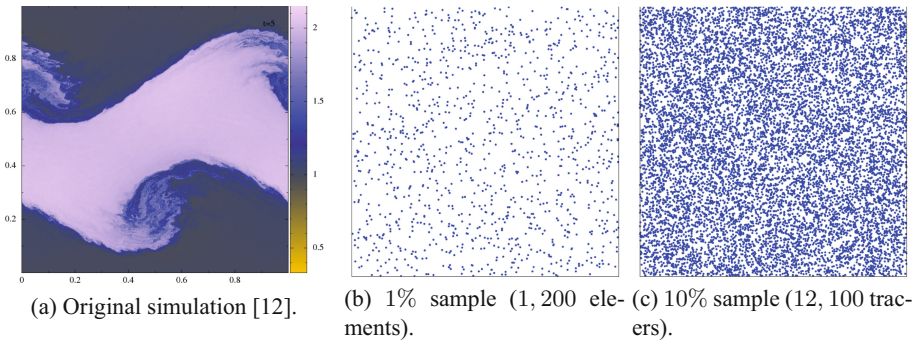 t=5
0.8
0.6
0.4
0.2
0
0.2
0.4
0.6
0.8
2
1.5
1
0.5
(a) Original simulation [12].
(b) 1% sample (1, 200 ele-
ments).
(c) 10% sample (12, 100 trac-
ers).